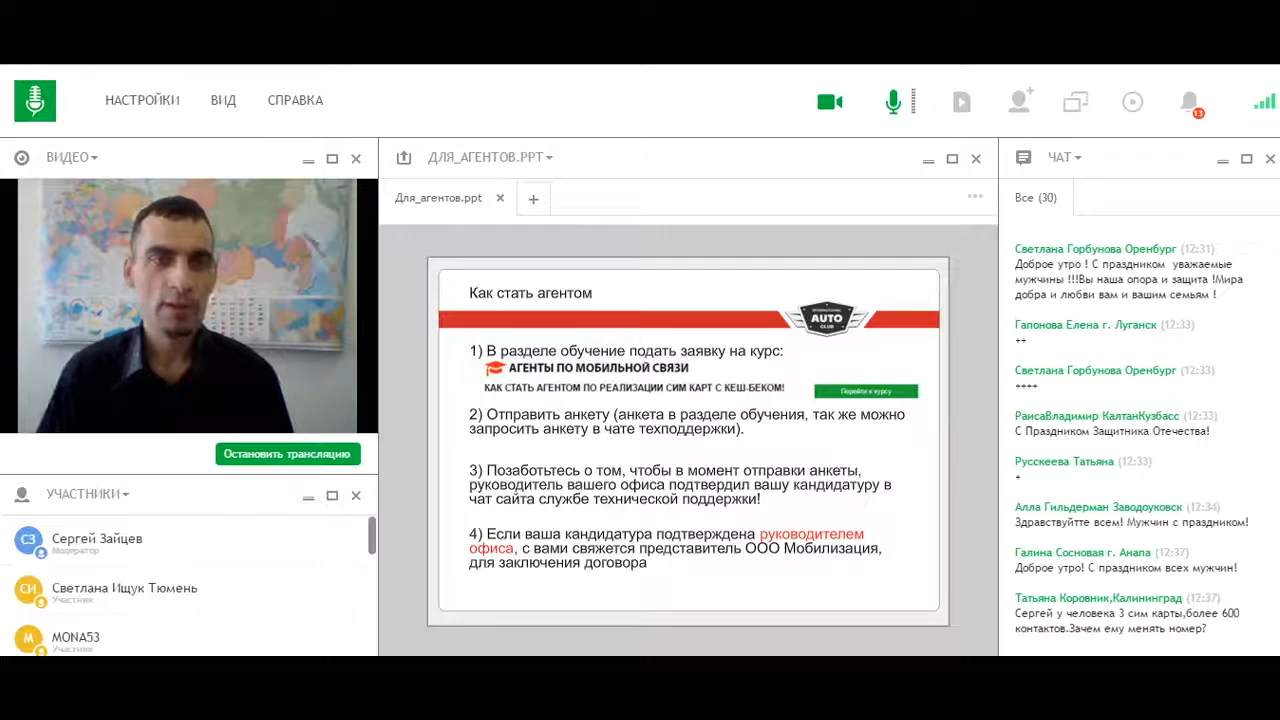 НАСТРОЙКИ ВИД СПРАВКА
13
ВИДЕО
ДЛЯ_АГЕНТОВ.PPT
ЧАТ
Для_агентов.ppt
Все (30)
Как стать агентом
INTERNATIONAL
AUTO
CLUB
1) В разделе обучение подать заявку на курс:
АГЕНТЫ ПО МОБИЛЬНОЙ СВЯЗИ
КАК СТАТЬ АГЕНТОМ ПО РЕАЛИЗАЦИИ СИМ КАРТ С КЕШ-БЕКОМ!
Перейти к курсу
2) Отправить анкету (анкета в разделе обучения, так же можно
запросить анкету в чате техподдержки).
3) Позаботьтесь о том, чтобы в момент отправки анкеты,
руководитель вашего офиса подтвердил вашу кандидатуру в
чат сайта службе технической поддержки!
4) Если ваша кандидатура подтверждена руководителем
офиса, с вами свяжется представитель ООО Мобилизация,
для заключения договора
Остановить трансляцию
УЧАСТНИКИ
СЗ
Сергей Зайцев
Модератор
СИ
Светлана Ищук Тюмень
Участник
M
MONA53
Участник
Светлана Горбунова Оренбург (12:31)
Доброе утро ! С праздником уважаемые
мужчины !!!Вы наша опора и защита !Мира
добра и любви вам и вашим семьям !
Гапонова Елена г. Луганск (12:33)
++
Светлана Горбунова Оренбург (12:33)
++++
РаисаВладимир КалтанКузбасс (12:33)
С Праздником Защитника Отечества!
Русскеева Татьяна (12:33)
+
Алла Гильдерман Заводоуковск (12:34)
Здравствуйтте всем! Мужчин с праздником!
Галина Сосновая г. Анапа (12:37)
Доброе утро! С праздником всех мужчин!
Татьяна Коровник,Калининград (12:37)
Сергей у человека 3 сим карты,более 600
контактов.Зачем ему менять номер?